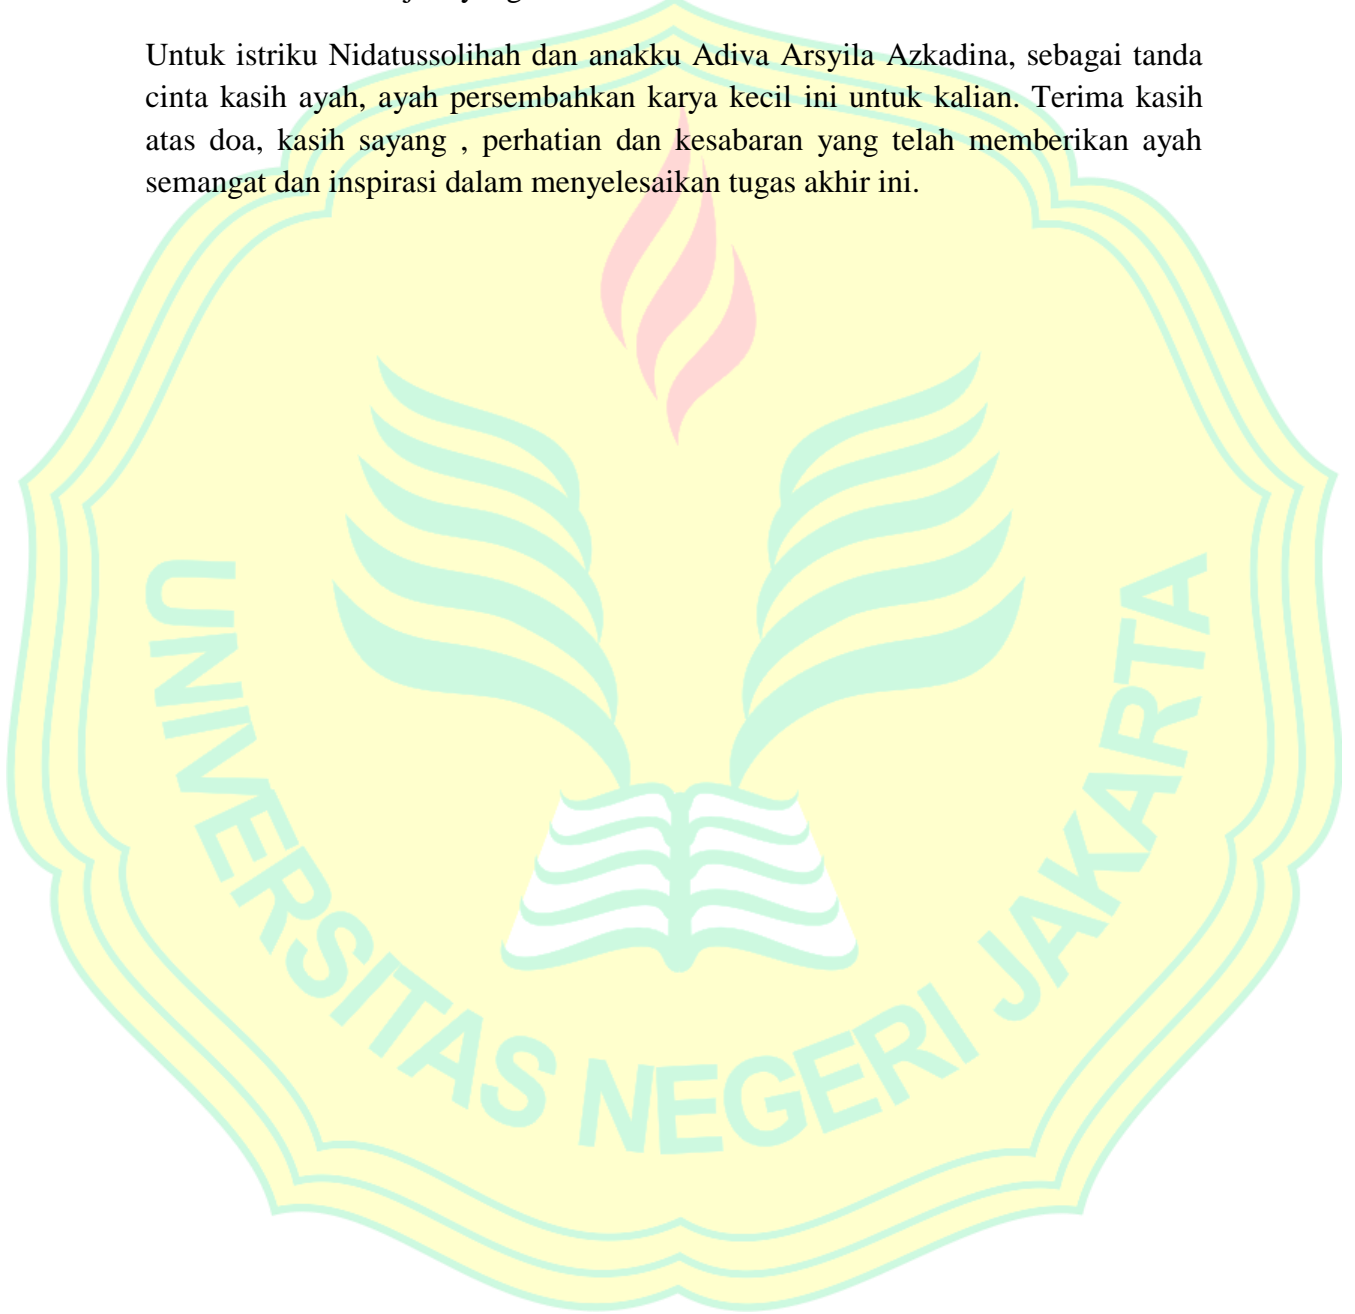 Untuk istriku Nidatussolihah dan anakku Adiva Arsyila Azkadina, sebagai tanda
cinta kasih ayah, ayah persembahkan karya kecil ini untuk kalian. Terima kasih
atas doa, kasih sayang , perhatian dan kesabaran yang telah memberikan ayah
semangat dan inspirasi dalam menyelesaikan tugas akhir ini.
UNIVERSITAS NEGERI JAKARTA